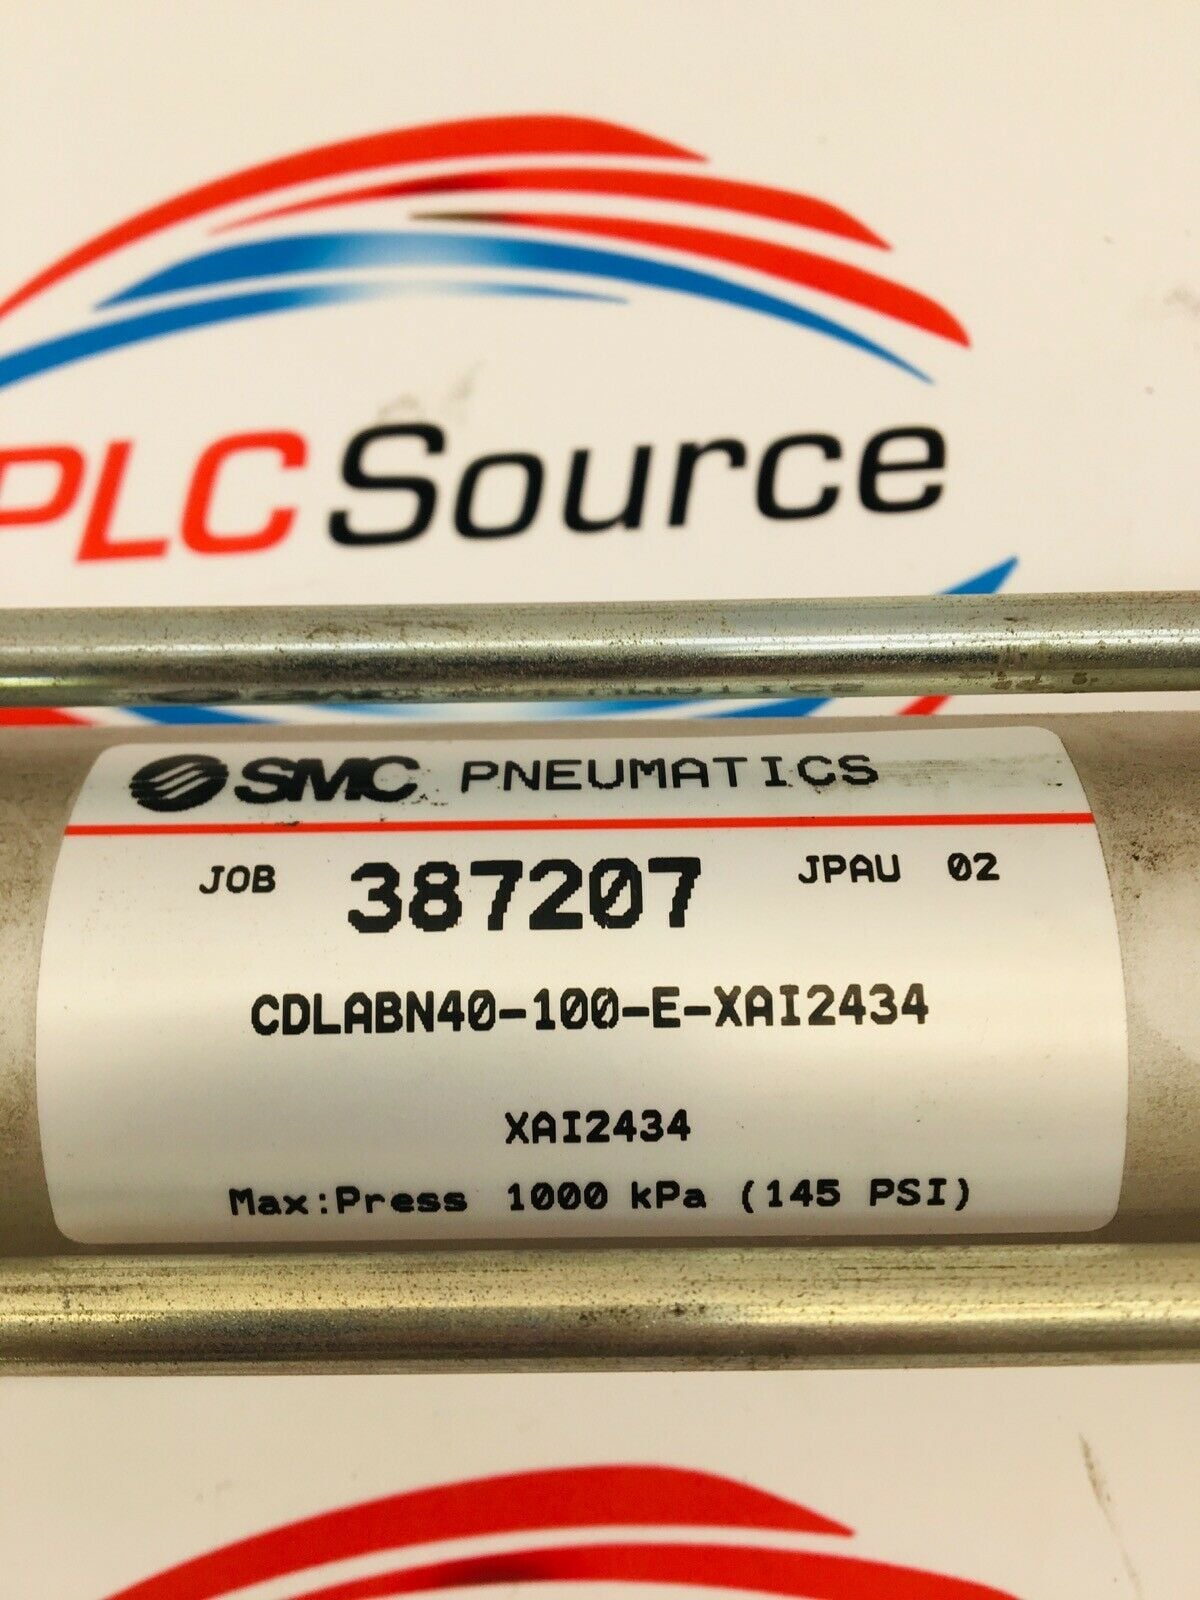 PLC Source
SMC PNEUMATICS
JOB 387207 JPAU 02
CDLABN40-100-E-XAI2434
XAI2434
Max:Press 1000 kPa (145 PSI)